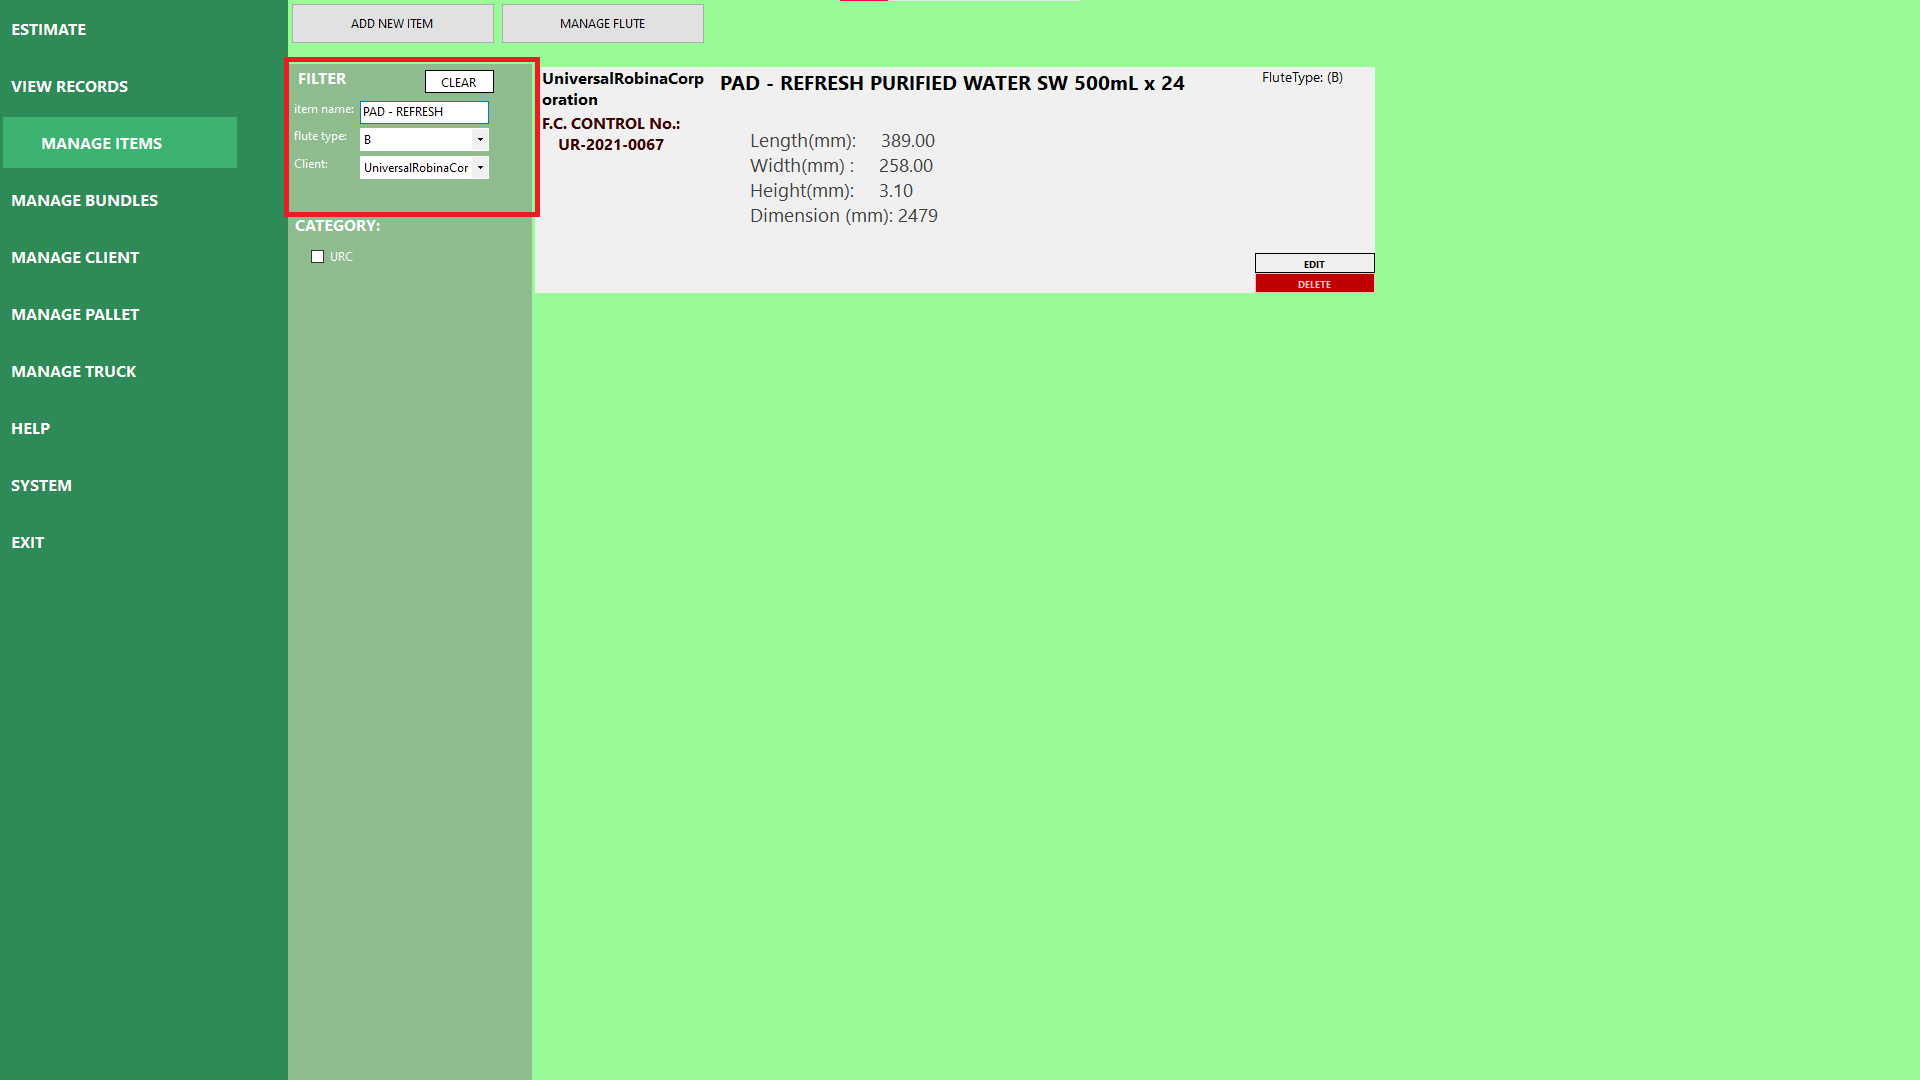 ESTIMATE
VIEW RECORDS
MANAGE ITEMS
MANAGE BUNDLES
MANAGE CLIENT
MANAGE PALLET
MANAGE TRUCK
HELP
SYSTEM
EXIT
ADD NEW ITEM
MANAGE FLUTE
FILTER
CLEAR
item name: PAD - REFRESH
flute type: B
Client: UniversalRobinaCor
CATEGORY:
URC
UniversalRobinaCorp
oration
F.C. CONTROL No.:
UR-2021-0067
PAD - REFRESH PURIFIED WATER SW 500mL x 24
Length(mm): 389.00
Width(mm) : 258.00
Height(mm): 3.10
Dimension (mm): 2479
FluteType: (B)
EDIT
DELETE